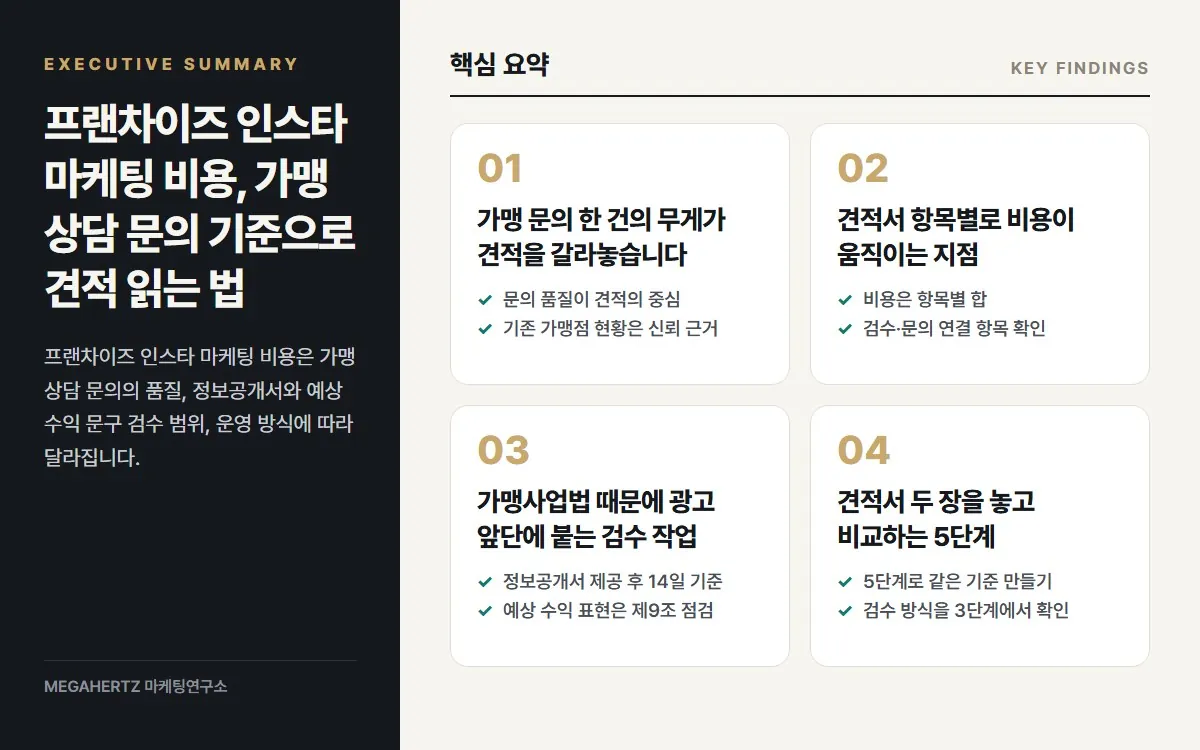 EXECUTIVE SUMMARY
프랜차이즈 인스타
마케팅 비용, 가맹
상담 문의 기준으로
견적 읽는 법
프랜차이즈 인스타 마케팅 비용은 가맹
상담 문의의 품질, 정보공개서와 예상
수익 문구 검수 범위, 운영 방식에 따라
달라집니다.
MEGAHERTZ 마케팅연구소
핵심 요약
KEY FINDINGS
01
가맹 문의 한 건의 무게가
견적을 갈라놓습니다
문의 품질이 견적의 중심
기존 가맹점 현황은 신뢰 근거
02
견적서 항목별로 비용이
움직이는 지점
비용은 항목별 합
검수·문의 연결 항목 확인
03
가맹사업법 때문에 광고
앞단에 붙는 검수 작업
정보공개서 제공 후 14일 기준
예상 수익 표현은 제9조 점검
04
견적서 두 장을 놓고
비교하는 5단계
5단계로 같은 기준 만들기
검수 방식을 3단계에서 확인